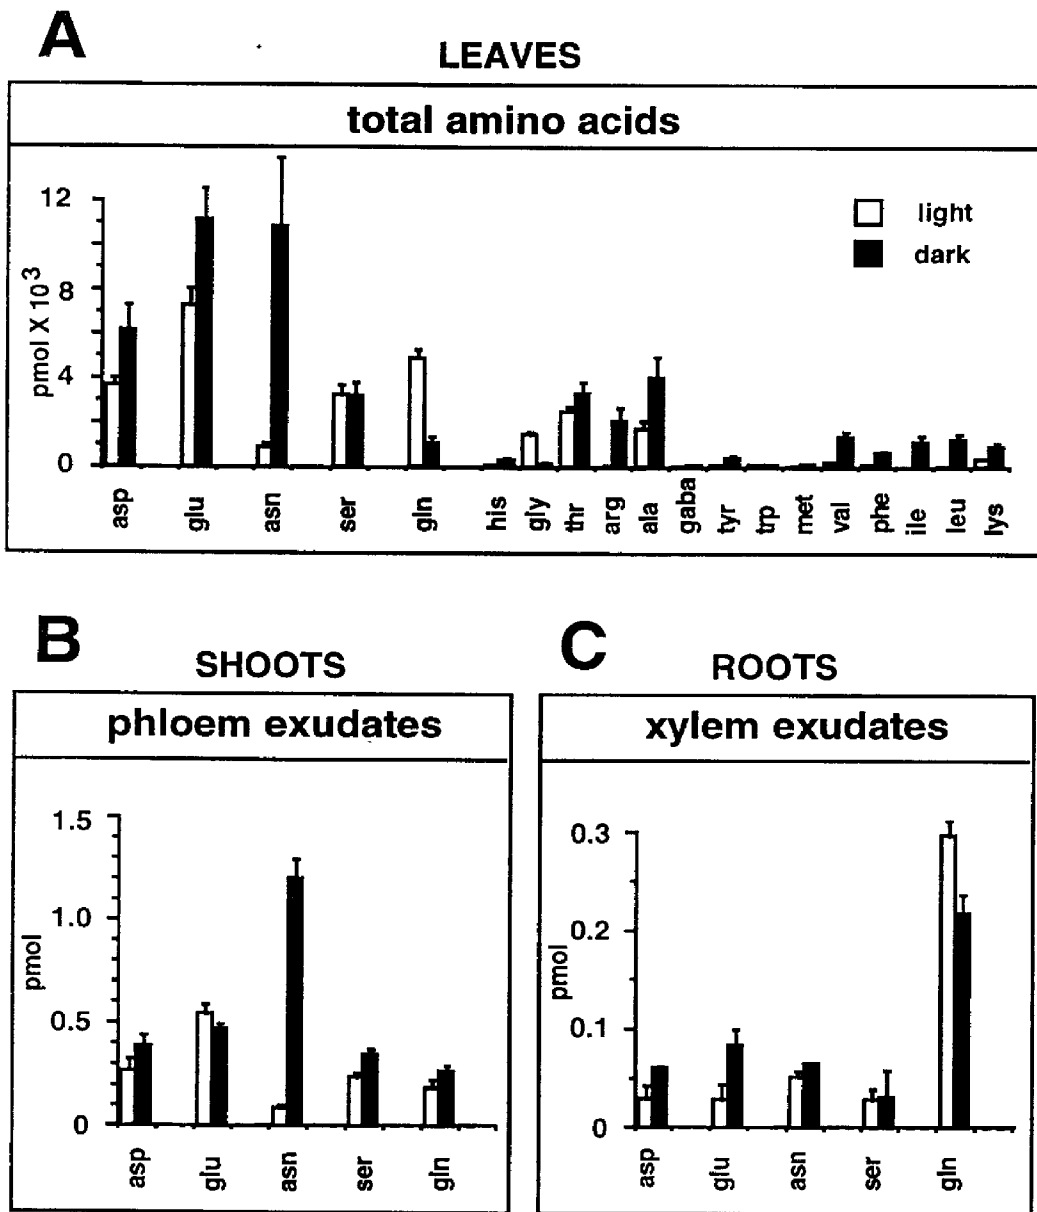 A
LEAVES
total amino acids
12
8
4
0
pmol X 10³
light
dark
asp glu asn ser gln his gly thr arg ala gaba tyr trp met val phe ile leu lys
B
SHOOTS
phloem exudates
1.5
1.0
0.5
0
pmol
asp glu asn ser gln
C
ROOTS
xylem exudates
0.3
0.2
0.1
0
pmol
asp glu asn ser gln